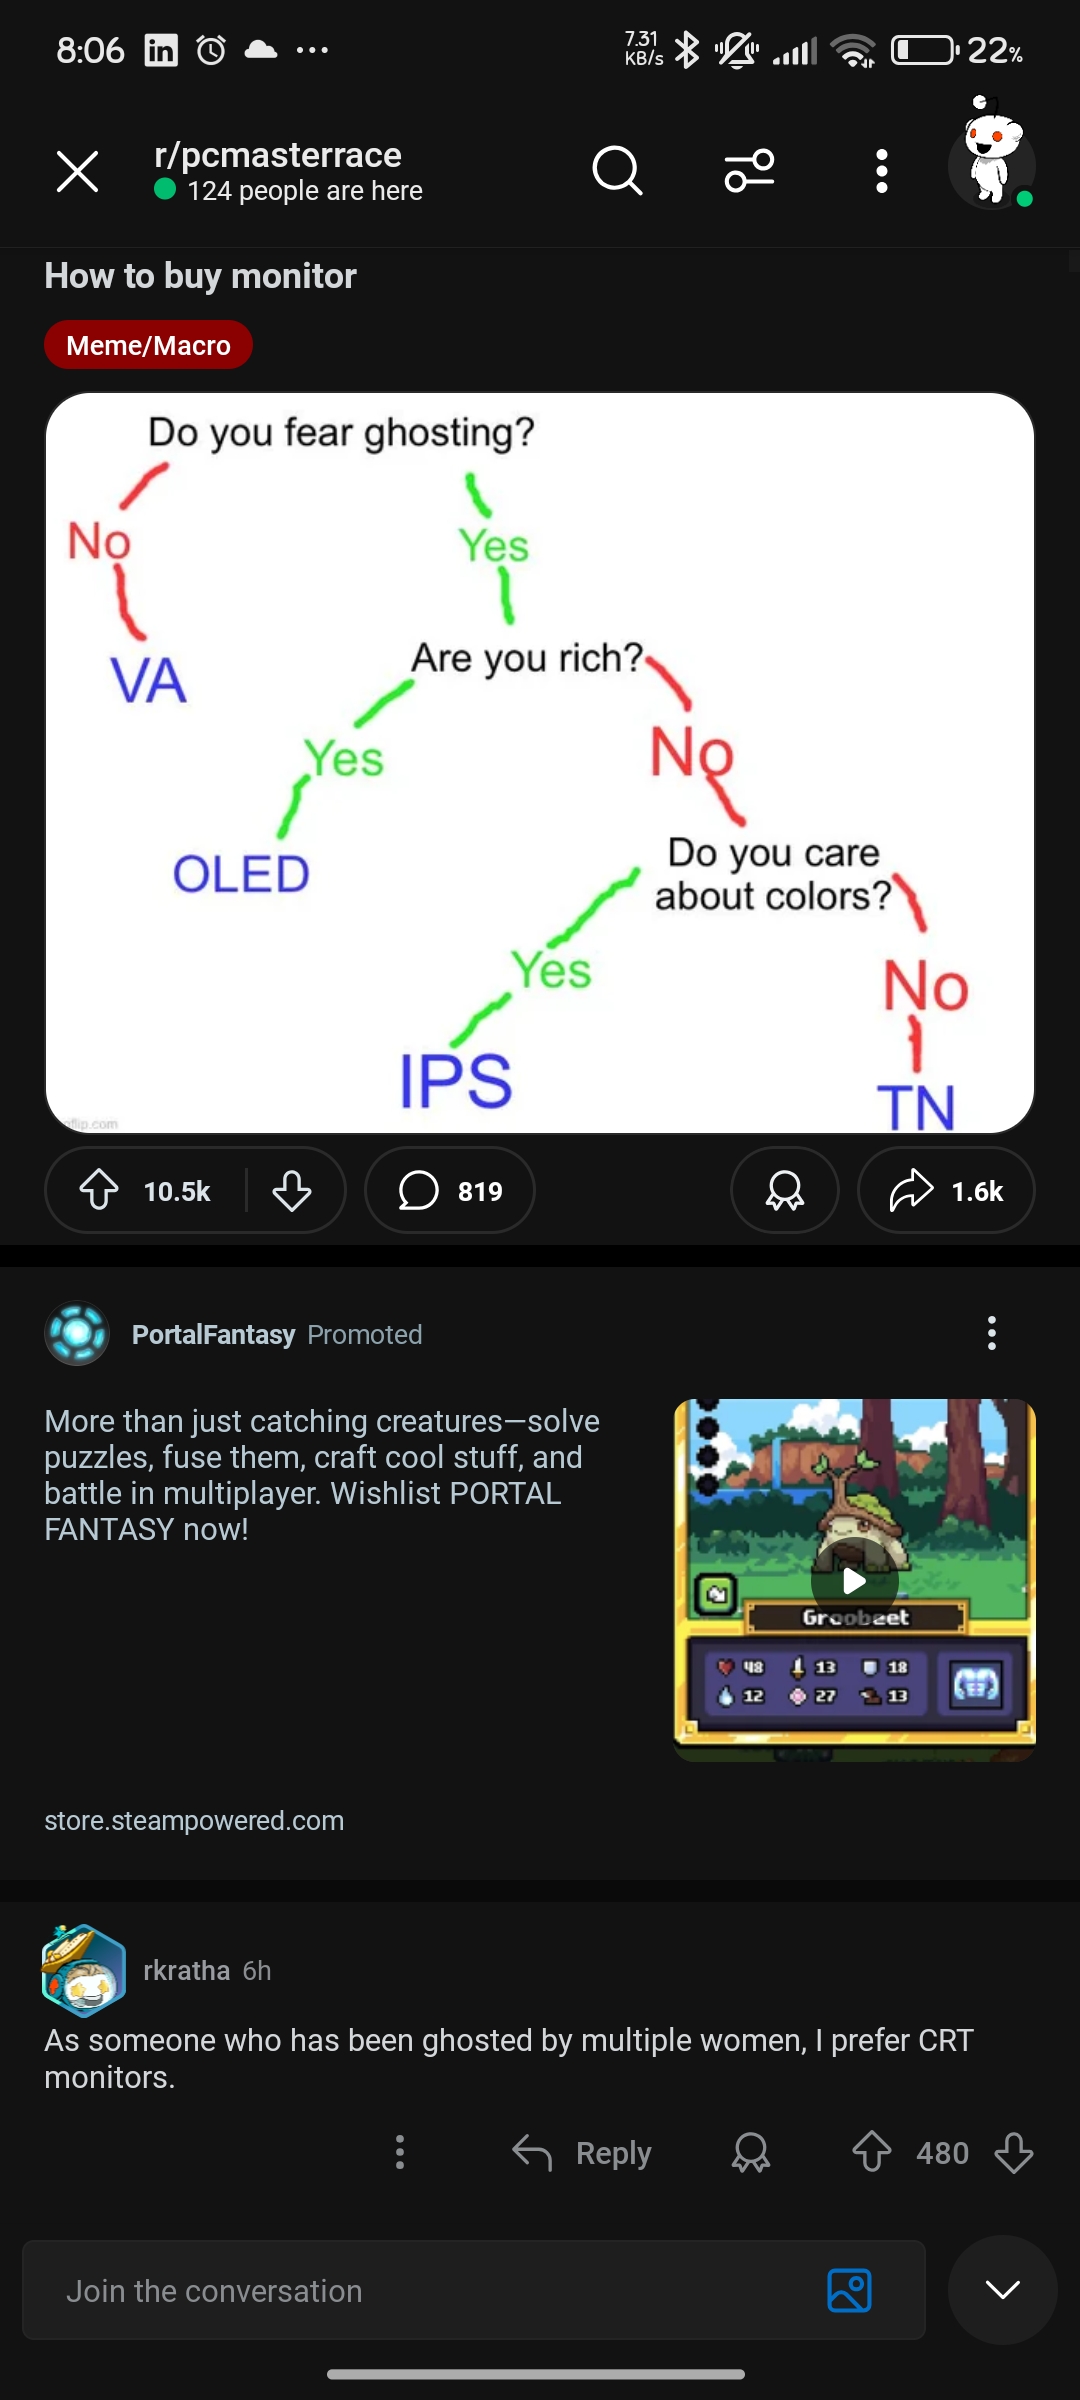 8:06
7.31
KB/s
22%
r/pcmasterrace
124 people are here
How to buy monitor
Meme/Macro
Do you fear ghosting?
No
Yes
VA
Are you rich?
Yes
No
OLED
Do you care
about colors?
Yes
No
IPS
TN
10.5k
819
1.6k
PortalFantasy Promoted
More than just catching creatures—solve
puzzles, fuse them, craft cool stuff, and
battle in multiplayer. Wishlist PORTAL
FANTASY now!
Groobeet
48 13 18
12 27 13
store.steampowered.com
rkratha 6h
As someone who has been ghosted by multiple women, I prefer CRT
monitors.
Reply
480
Join the conversation